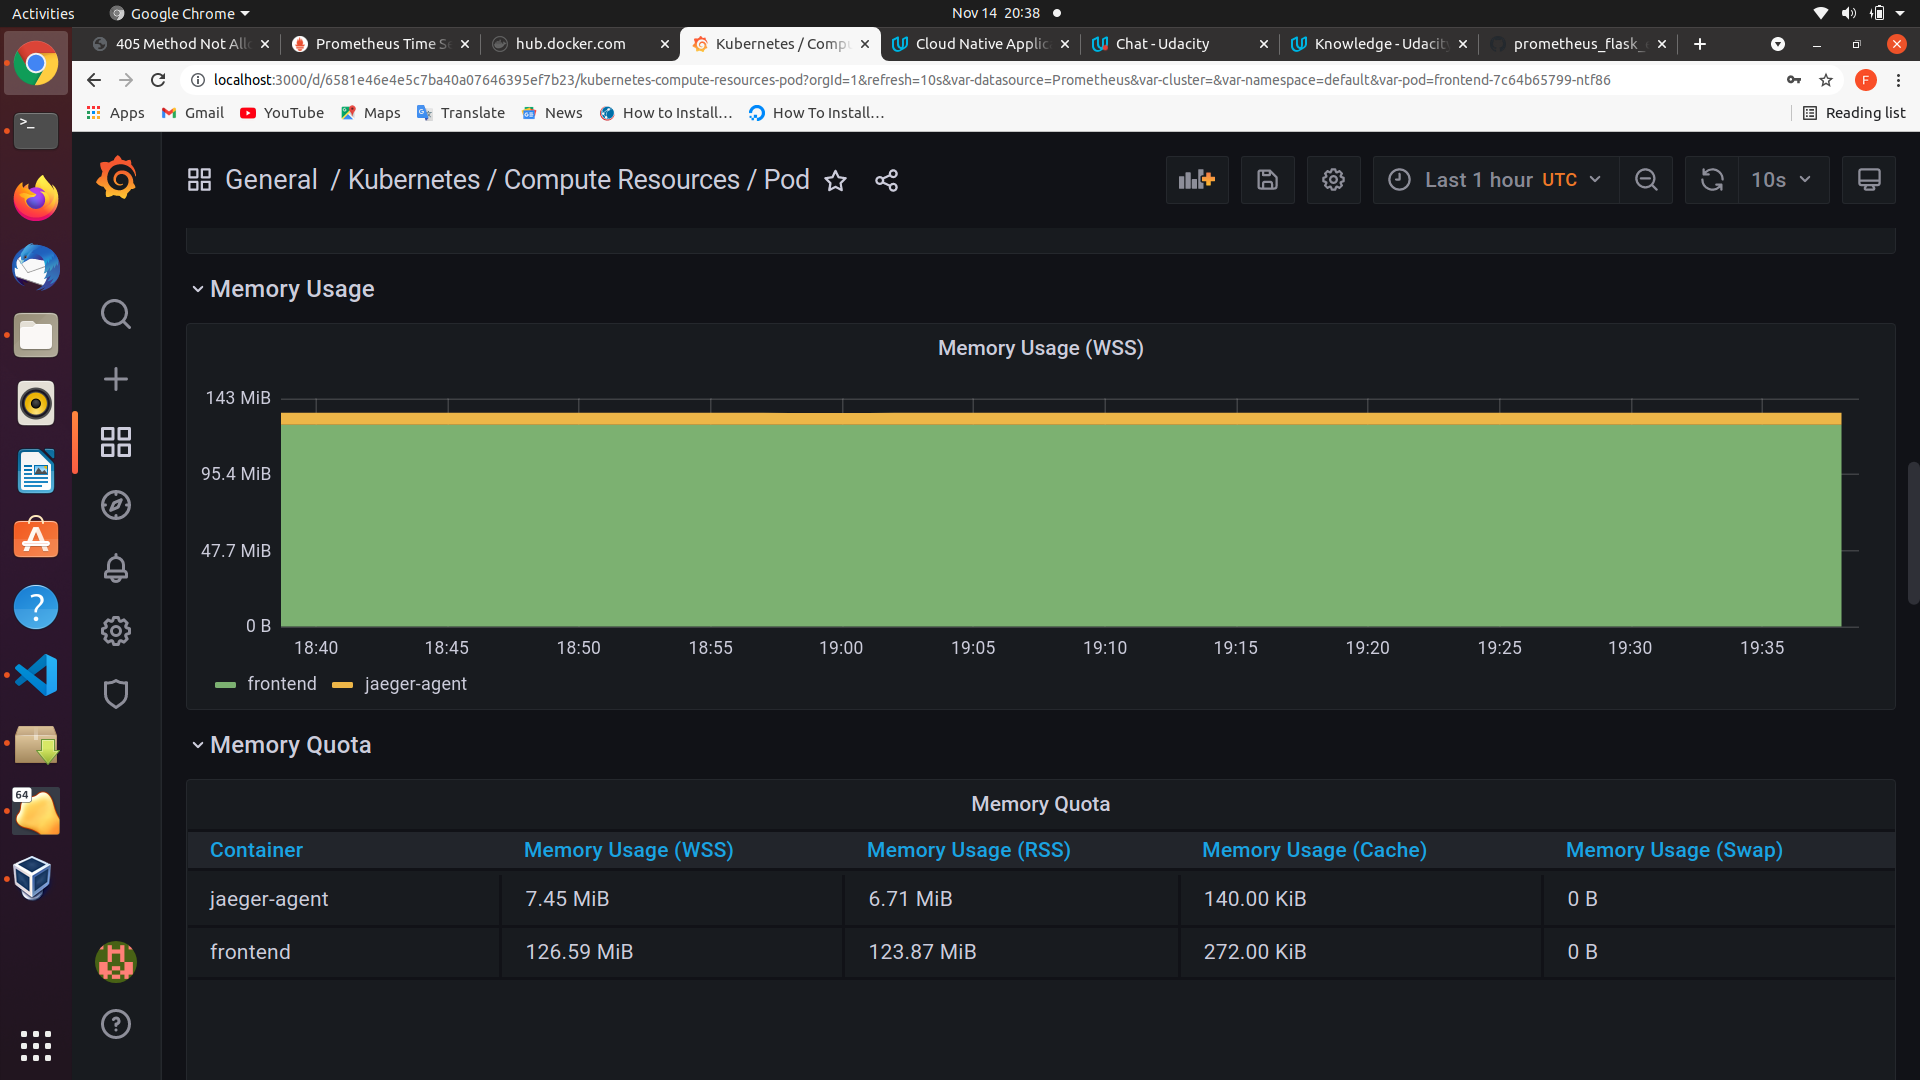 Activities
Google Chrome
Nov 14 20:38
405 Method Not All
Prometheus Time Se
hub.docker.com
Kubernetes / Compu
Cloud Native Applic
Chat - Udacity
Knowledge - Udacity
prometheus_flask_
localhost:3000/d/6581e46e4e5c7ba40a07646395ef7b23/kubernetes-compute-resources-pod?orgId=1&refresh=10s&var-datasource=Prometheus&var-cluster=&var-namespace=default&var-pod=frontend-7c64b65799-ntf86
F
Apps
Gmail
YouTube
Maps
Translate
News
How to Install…
How To Install…
Reading list
General / Kubernetes / Compute Resources / Pod
Last 1 hour UTC
10s
Memory Usage
Memory Usage (WSS)
143 MiB
95.4 MiB
47.7 MiB
0 B
18:40 18:45 18:50 18:55 19:00 19:05 19:10 19:15 19:20 19:25 19:30 19:35
frontend jaeger-agent
Memory Quota
Memory Quota
Container Memory Usage (WSS) Memory Usage (RSS) Memory Usage (Cache) Memory Usage (Swap)
jaeger-agent 7.45 MiB 6.71 MiB 140.00 KiB 0 B
frontend 126.59 MiB 123.87 MiB 272.00 KiB 0 B
64